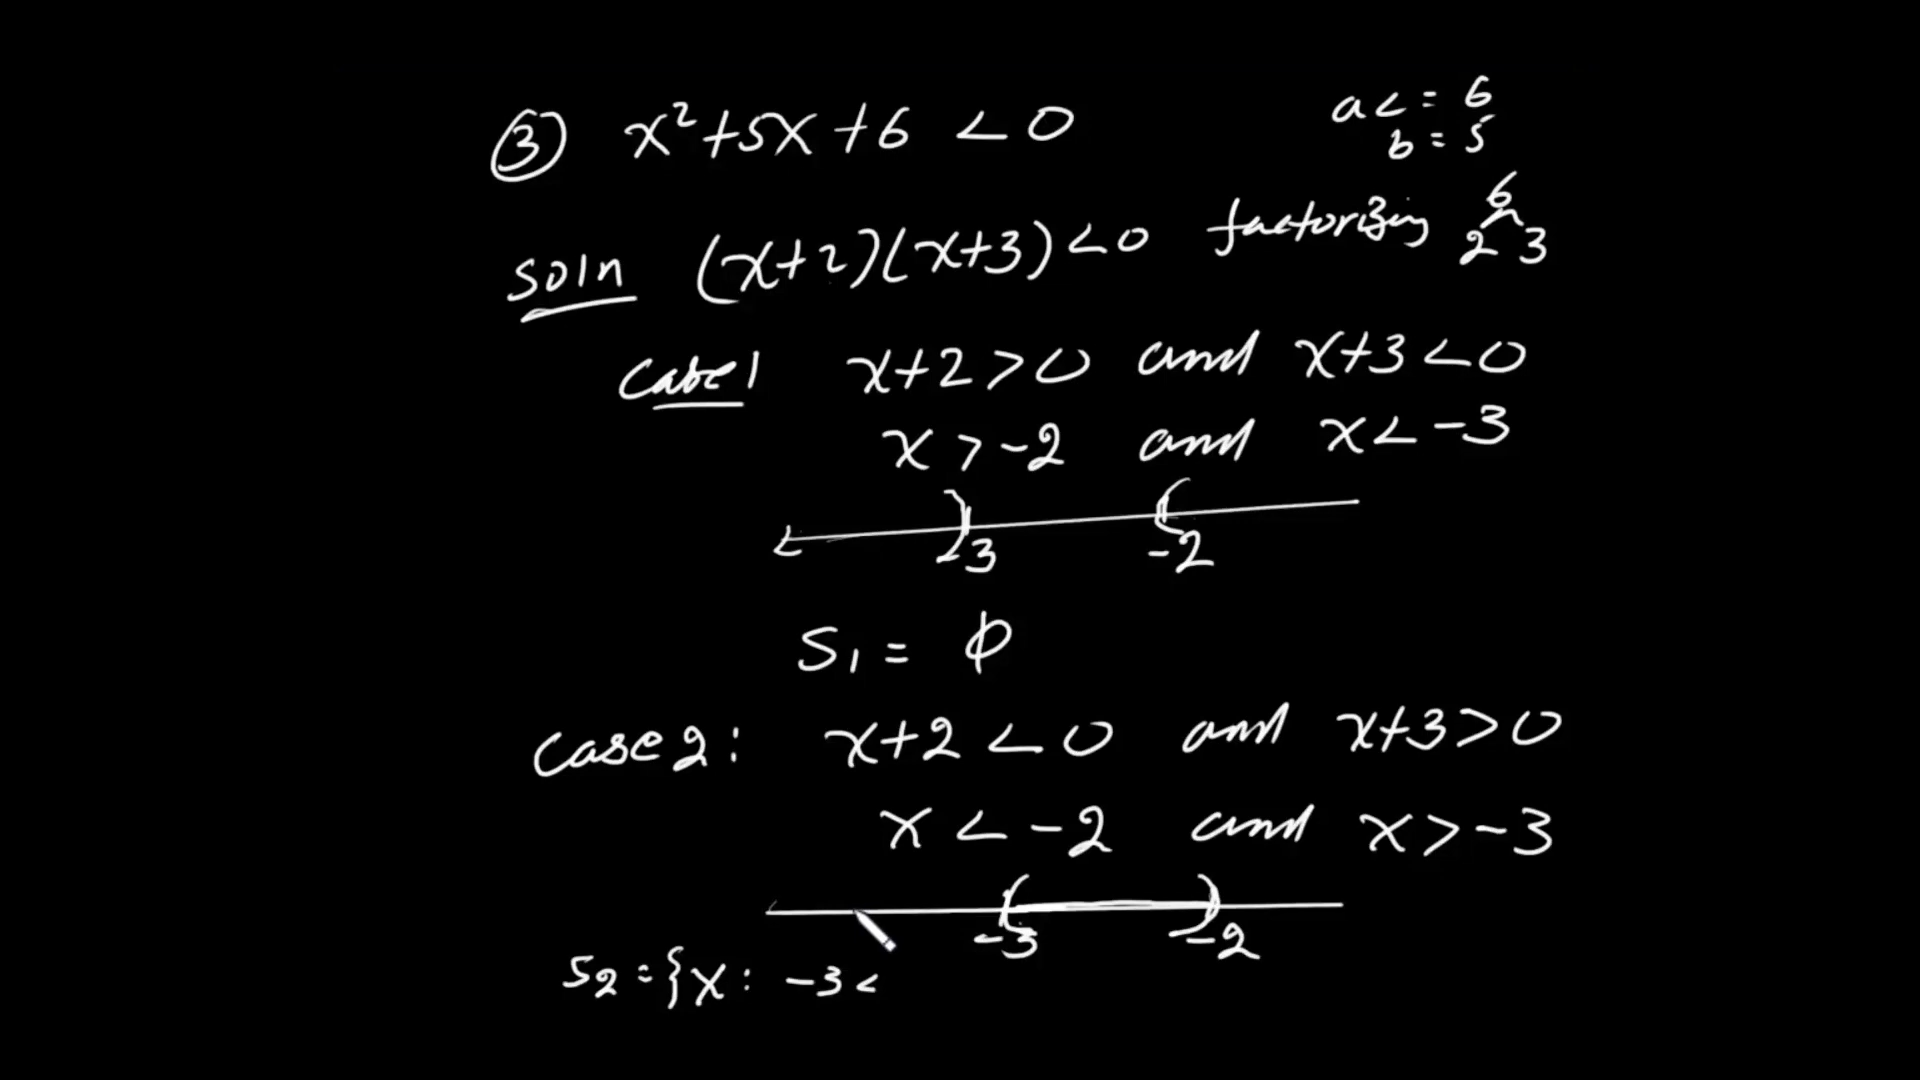 ③ x²+5x+6 <0
ac = 6
b = 5
soln (x+2)(x+3)<0 factorizing 6
2 3
Case 1 x+2>0 and x+3<0
x >-2 and x< -3
-3 -2
S₁ = ϕ
Case 2: x+2<0 and x+3>0
x < -2 and x>-3
-3 -2
S₂ ={x: -3<